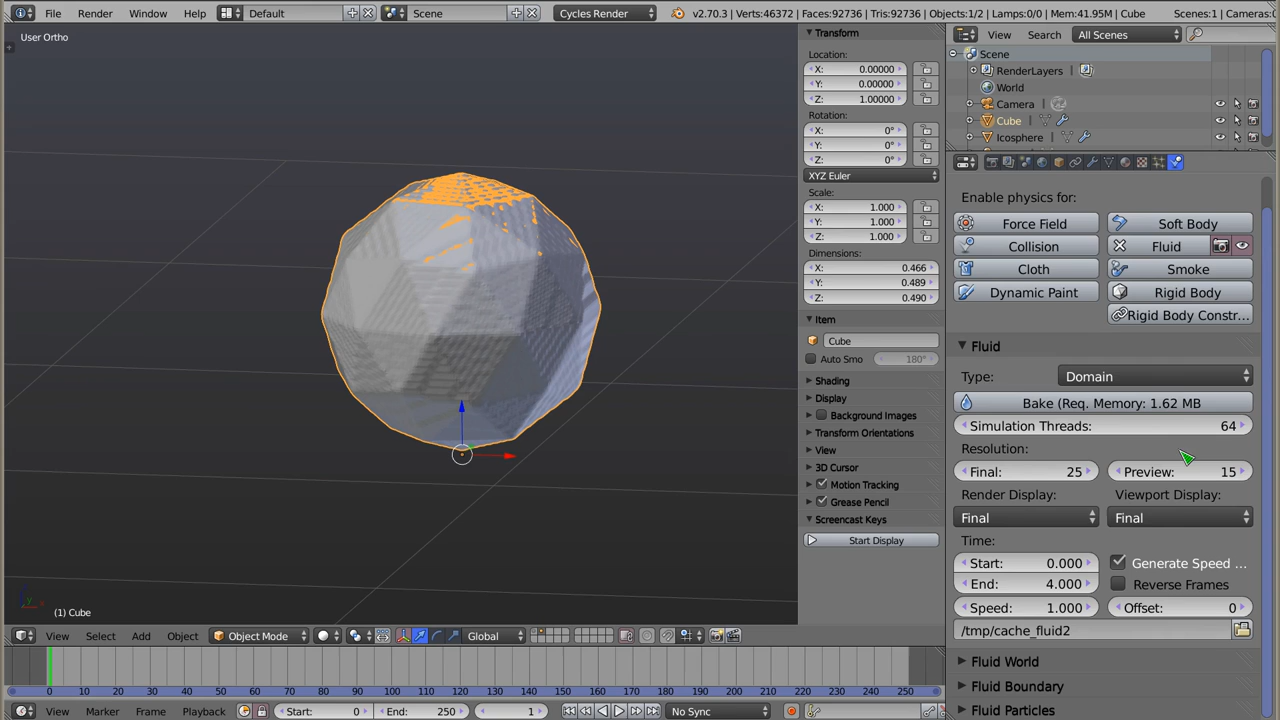 File Render Window Help Default Scene Cycles Render v2.70.3 | Verts:46372 | Faces:92736 | Tris:92736 | Objects:1/2 | Lamps:0/0 | Mem:41.95M | Cube Scenes:1 | Cameras:
User Ortho
Transform
Location:
X: 0.00000
Y: 0.00000
Z: 1.00000
Rotation:
X: 0°
Y: 0°
Z: 0°
XYZ Euler
Scale:
X: 1.000
Y: 1.000
Z: 1.000
Dimensions:
X: 0.466
Y: 0.489
Z: 0.490
Item
Cube
Auto Smo 180°
Shading
Display
Background Images
Transform Orientations
View
3D Cursor
Motion Tracking
Grease Pencil
Screencast Keys
Start Display
View Search All Scenes
Scene
RenderLayers
World
Camera
Cube
Icosphere
Enable physics for:
Force Field Soft Body
Collision Fluid
Cloth Smoke
Dynamic Paint Rigid Body
Rigid Body Constr...
Fluid
Type: Domain
Bake (Req. Memory: 1.62 MB
Simulation Threads: 64
Resolution:
Final: 25 Preview: 15
Render Display: Viewport Display:
Final Final
Time:
Start: 0.000 Generate Speed ...
End: 4.000 Reverse Frames
Speed: 1.000 Offset: 0
/tmp/cache_fluid2
Fluid World
Fluid Boundary
Fluid Particles
(1) Cube
View Select Add Object Object Mode Global
0 10 20 30 40 50 60 70 80 90 100 110 120 130 140 150 160 170 180 190 200 210 220 230 240 250
View Marker Frame Playback Start: 0 End: 250 1 No Sync